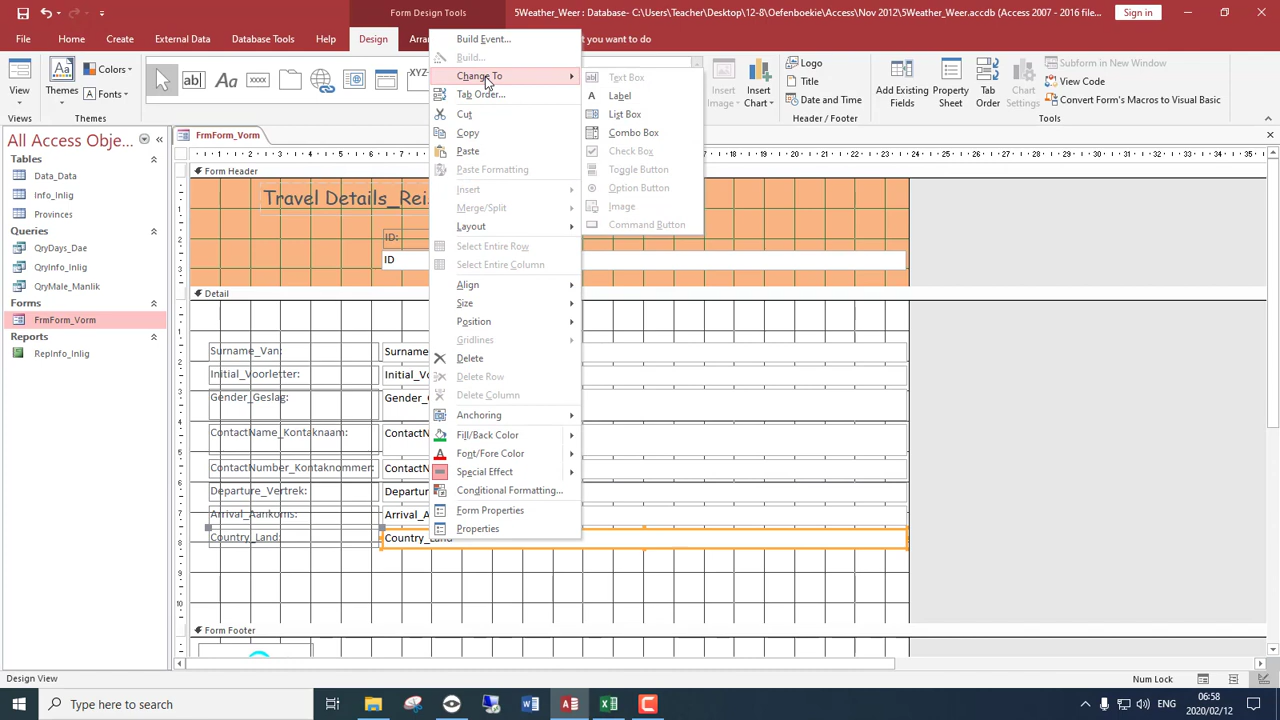 Form Design Tools
5Weather_Weer: Database- C:\Users\Teacher\Desktop\12-8\Oefenboekie\Access\Nov 2012\5Weather_Weer.accdb (Access 2007 - 2016 file format)
Sign in
File
Home
Create
External Data
Database Tools
Help
Design
Arr
t you want to do
View
Views
Themes
Colors
Fonts
Themes
Insert
Image
Insert
Chart
Logo
Title
Date and Time
Header / Footer
Add Existing
Fields
Property
Sheet
Tab
Order
Chart
Settings
Subform in New Window
View Code
Convert Form's Macros to Visual Basic
Tools
Build Event...
Build...
Change To
Tab Order...
Cut
Copy
Paste
Paste Formatting
Insert
Merge/Split
Layout
Select Entire Row
Select Entire Column
Align
Size
Position
Gridlines
Delete
Delete Row
Delete Column
Anchoring
Fill/Back Color
Font/Fore Color
Special Effect
Conditional Formatting...
Form Properties
Properties
Text Box
Label
List Box
Combo Box
Check Box
Toggle Button
Option Button
Image
Command Button
All Access Obje...
Tables
Data_Data
Info_Inlig
Provinces
Queries
QryDays_Dae
QryInfo_Inlig
QryMale_Manlik
Forms
FrmForm_Vorm
Reports
RepInfo_Inlig
FrmForm_Vorm
Form Header
Travel Details_Rei
ID:
ID
Detail
Surname_Van:
Surname
Initial_Voorletter:
Initial_Vo
Gender_Geslag:
Gender_
ContactName_Kontaknaam:
ContactN
ContactNumber_Kontaknommer:
ContactN
Departure_Vertrek:
Departur
Arrival_Aankoms:
Arrival_A
Country_Land:
Country_Land
Form Footer
Design View
Num Lock
Type here to search
ENG
06:58
2020/02/12